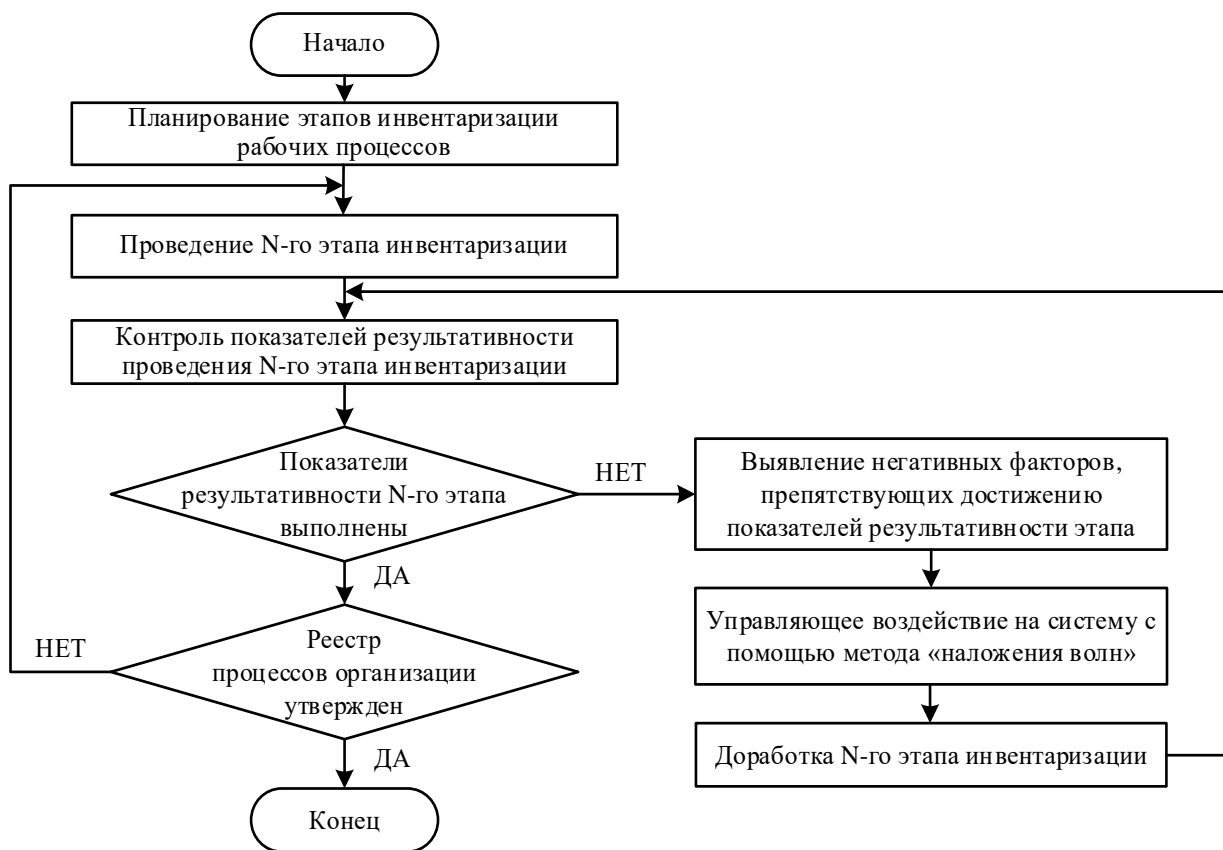 Начало
Планирование этапов инвентаризации
рабочих процессов
Проведение N-го этапа инвентаризации
Контроль показателей результативности
проведения N-го этапа инвентаризации
Показатели
результативности N-го этапа
выполнены
НЕТ
Выявление негативных факторов,
препятствующих достижению
показателей результативности этапа
ДА
Управляющее воздействие на систему с
помощью метода «наложения волн»
НЕТ
Реестр
процессов организации
утвержден
Доработка N-го этапа инвентаризации
ДА
Конец